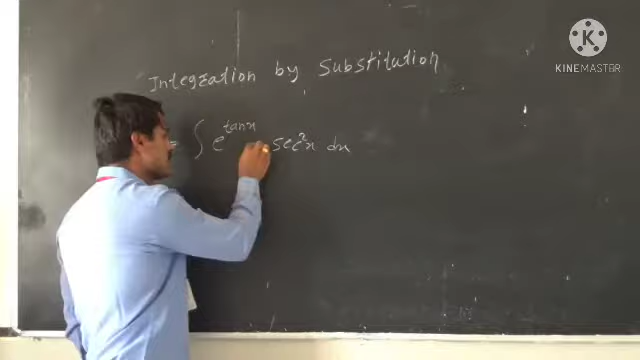 Integration by Substitution
= ∫ e^tanx · sec²x dx
KINEMASTER